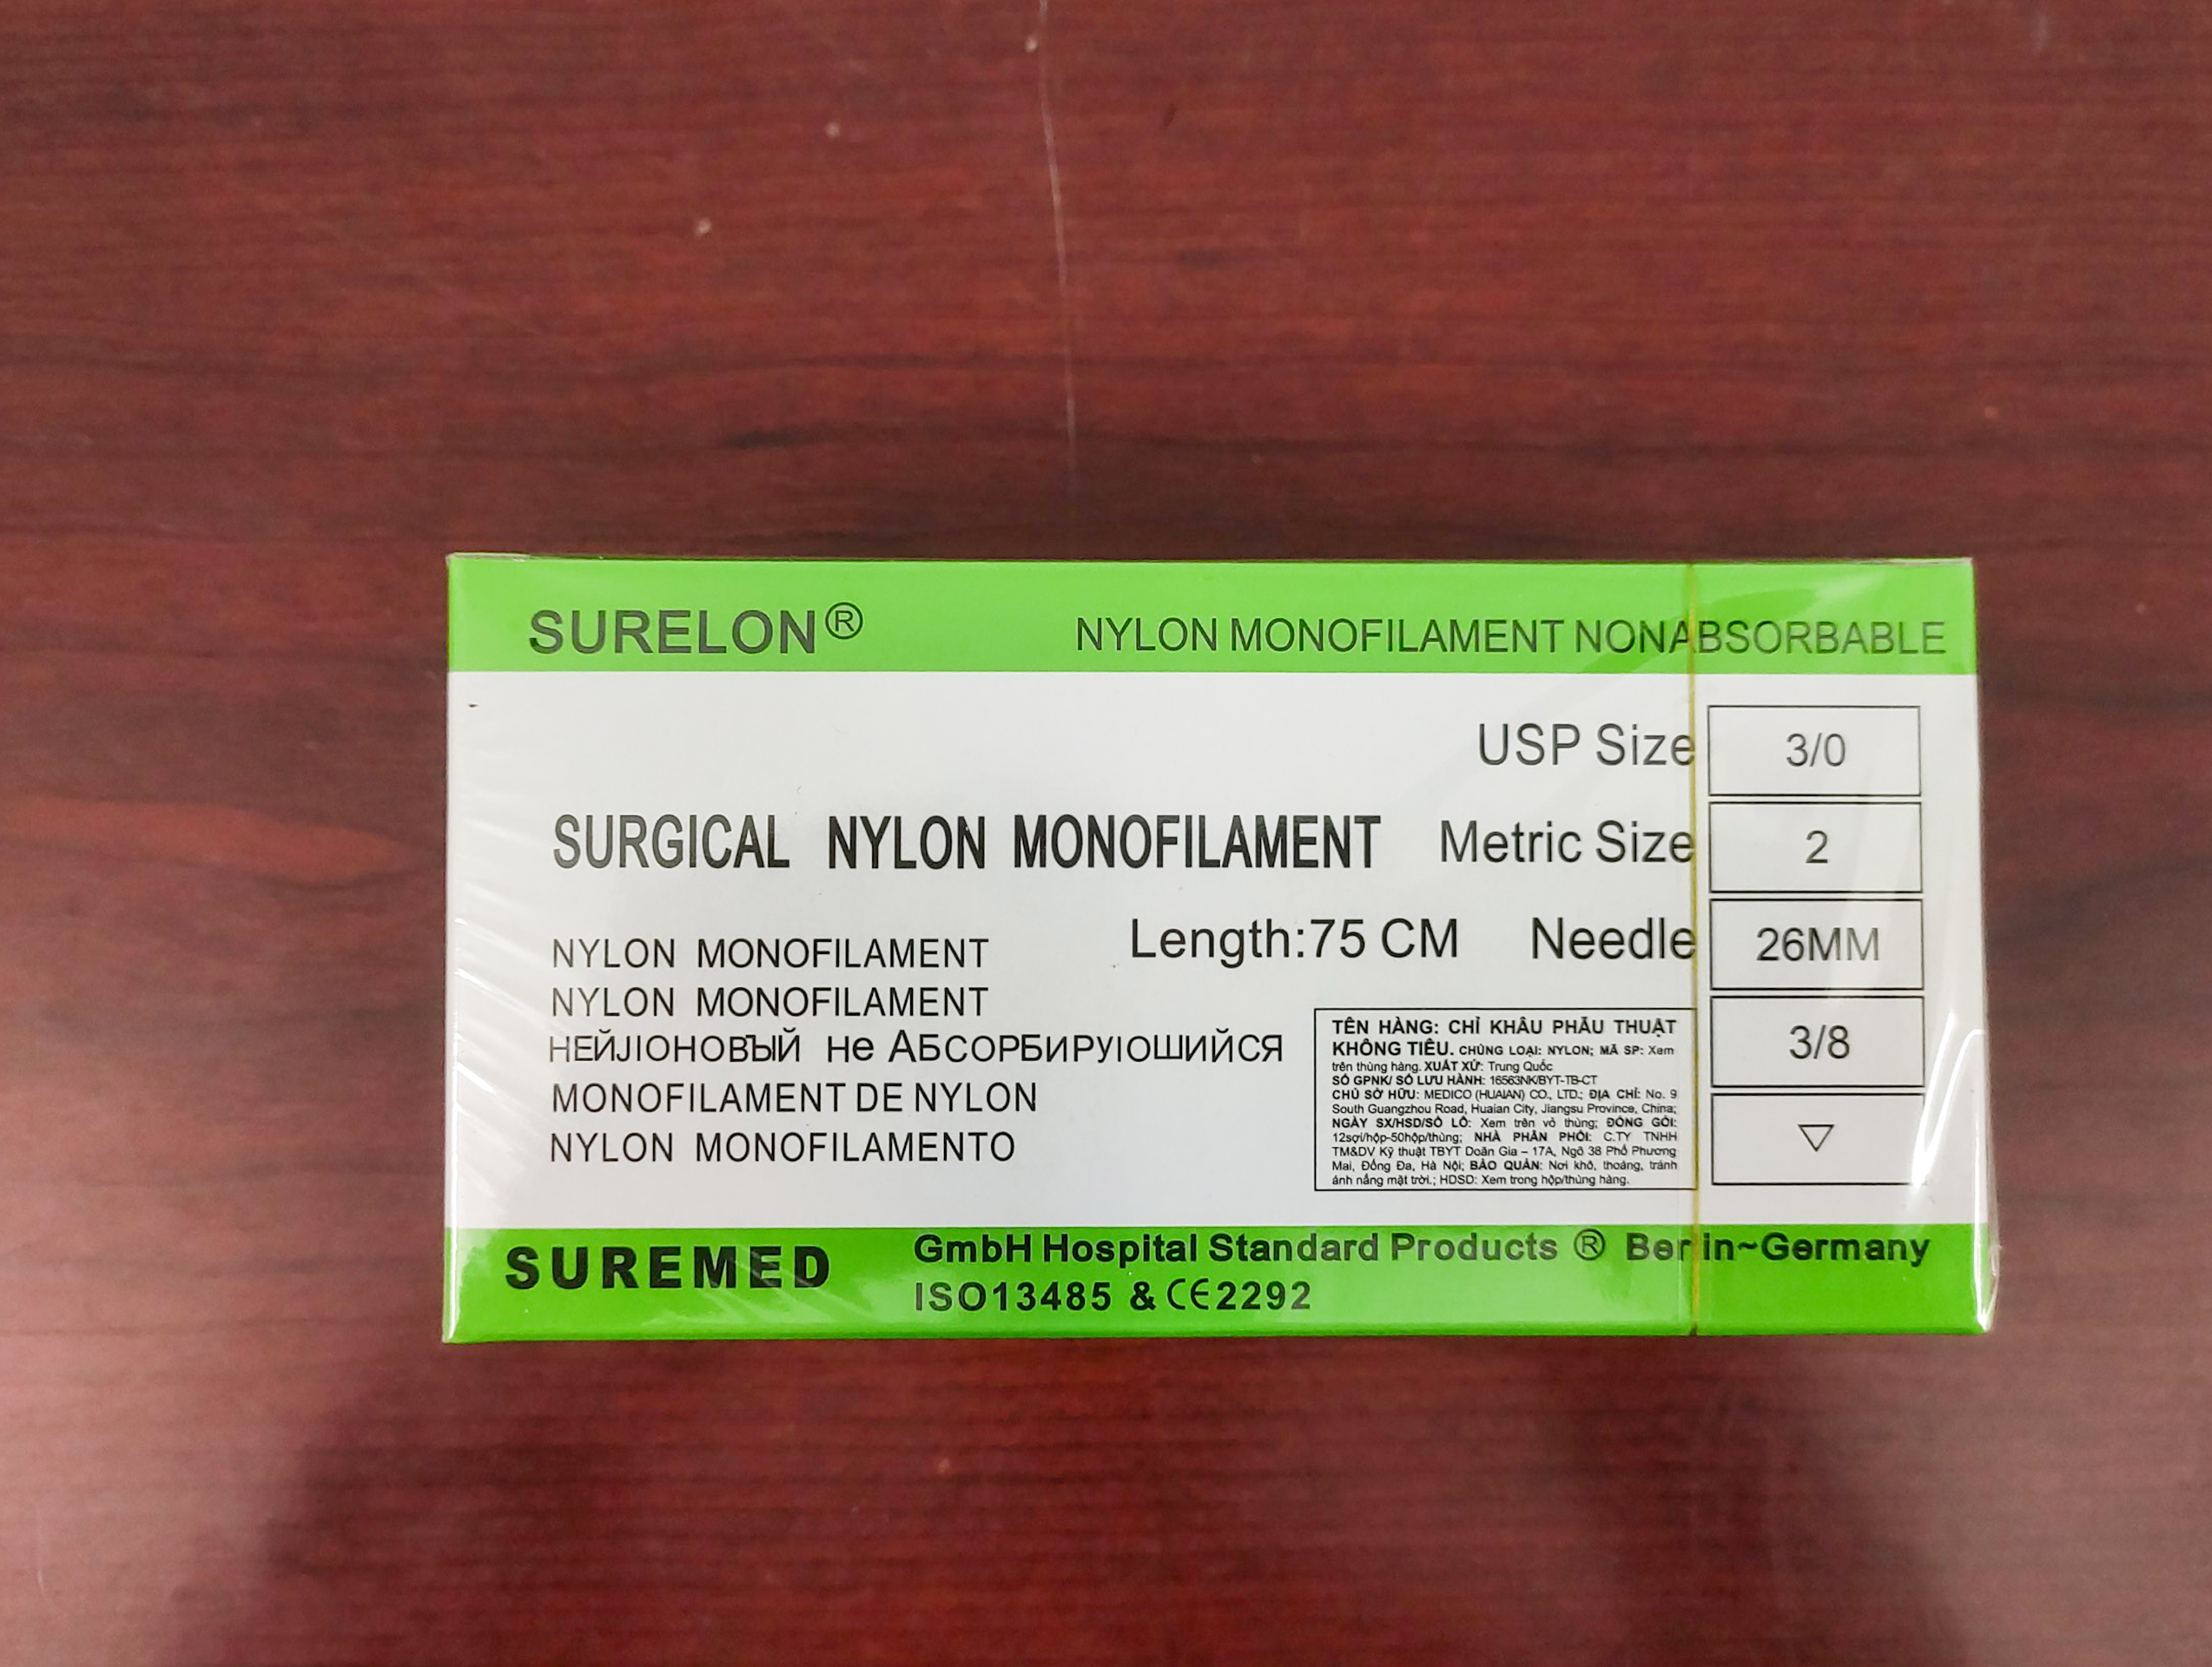 SURELON®
NYLON MONOFILAMENT NONABSORBABLE
USP Size 3/0
SURGICAL NYLON MONOFILAMENT
Metric Size 2
Length:75 CM Needle 26MM
3/8
NYLON MONOFILAMENT
NYLON MONOFILAMENT
НЕЙЛОНОВЪЫЙ не АБСОРБИРУЮШИЙСЯ
MONOFILAMENT DE NYLON
NYLON MONOFILAMENTO
TÊN HÀNG: CHỈ KHÂU PHẪU THUẬT
KHÔNG TIÊU. CHỦNG LOẠI: NYLON; MÃ SP: Xem
trên thùng hàng. XUẤT XỨ: Trung Quốc
SỐ GPNK/ SỐ LƯU HÀNH: 16563NK/BYT-TB-CT
CHỦ SỞ HỮU: MEDICO (HUAIAN) CO., LTD.; ĐỊA CHỈ: No. 9
South Guangzhou Road, Huaian City, Jiangsu Province, China;
NGÀY SX/HSD/SỐ LÔ: Xem trên vỏ thùng; ĐÓNG GÓI:
12sợi/hộp-50hộp/thùng; NHÀ PHÂN PHỐI: C.TY TNHH
TM&DV Kỹ thuật TBYT Doãn Gia – 17A, Ngõ 38 Phố Phương
Mai, Đống Đa, Hà Nội; BẢO QUẢN: Nơi khô, thoáng, tránh
ánh nắng mặt trời.; HDSD: Xem trong hộp/thùng hàng.
SUREMED
GmbH Hospital Standard Products ® Berlin~Germany
ISO13485 & CE2292